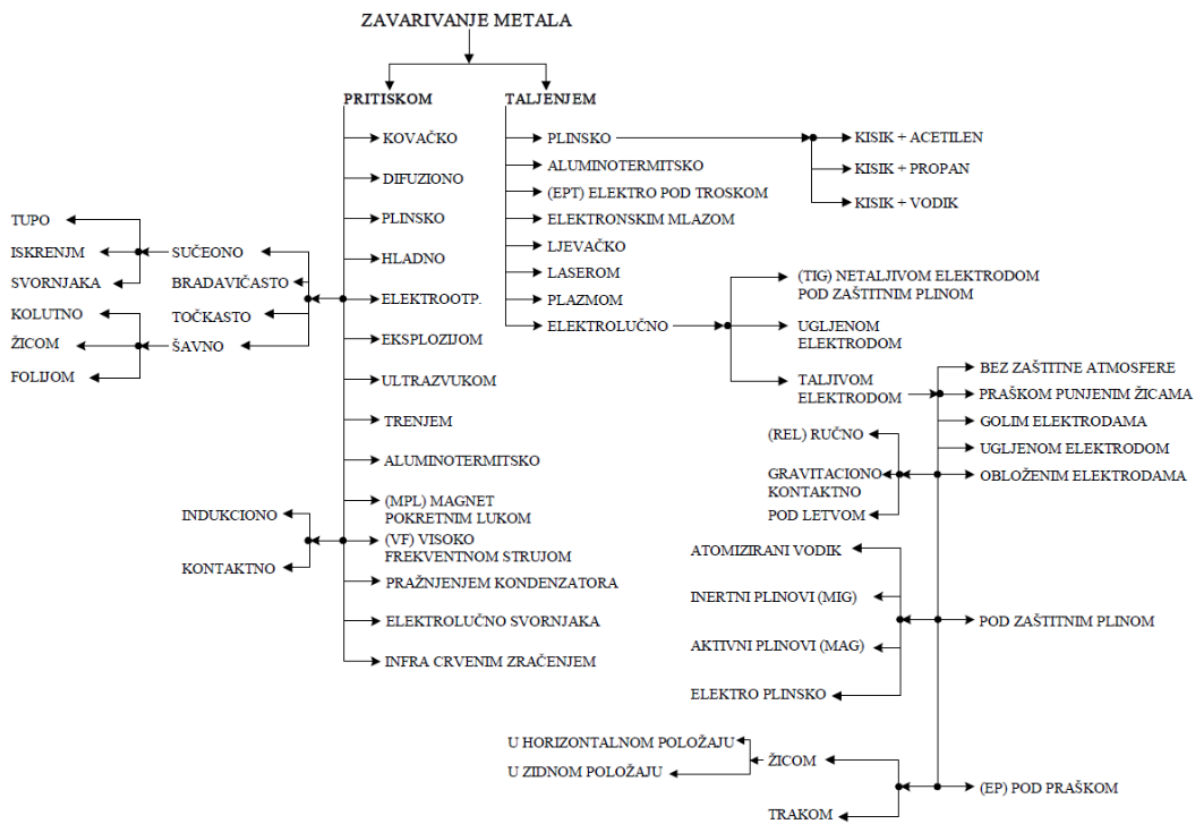 ZAVARIVANJE METALA
PRITISKOM
TALJENJEM
KOVAČKO
DIFUZIONO
PLINSKO
HLADNO
ELEKTROOTP.
EKSPLOZIJOM
ULTRAZVUKOM
TRENJEM
ALUMINOTERMITSKO
(MPL) MAGNET
POKRETNIM LUKOM
(VF) VISOKO
FREKVENTNOM STRUJOM
PRAŽNJENJEM KONDENZATORA
ELEKTROLUČNO SVORNJAKA
INFRA CRVENIM ZRAČENJEM
SUČEONO
BRADAVIČASTO
TOČKASTO
ŠAVNO
TUPO
ISKRENJM
SVORNJAKA
KOLUTNO
ŽICOM
FOLIJOM
INDUKCIONO
KONTAKTNO
PLINSKO
ALUMINOTERMITSKO
(EPT) ELEKTRO POD TROSKOM
ELEKTRONSKIM MLAZOM
LJEVAČKO
LASEROM
PLAZMOM
ELEKTROLUČNO
KISIK + ACETILEN
KISIK + PROPAN
KISIK + VODIK
(TIG) NETALJIVOM ELEKTRODOM
POD ZAŠTITNIM PLINOM
UGLJENOM
ELEKTRODOM
TALJIVOM
ELEKTRODOM
BEZ ZAŠTITNE ATMOSFERE
PRAŠKOM PUNJENIM ŽICAMA
GOLIM ELEKTRODAMA
UGLJENOM ELEKTRODOM
OBLOŽENIM ELEKTRODAMA
(REL) RUČNO
GRAVITACIONO
KONTAKTNO
POD LETVOM
POD ZAŠTITNIM PLINOM
ATOMIZIRANI VODIK
INERTNI PLINOVI (MIG)
AKTIVNI PLINOVI (MAG)
ELEKTRO PLINSKO
(EP) POD PRAŠKOM
ŽICOM
TRAKOM
U HORIZONTALNOM POLOŽAJU
U ZIDNOM POLOŽAJU